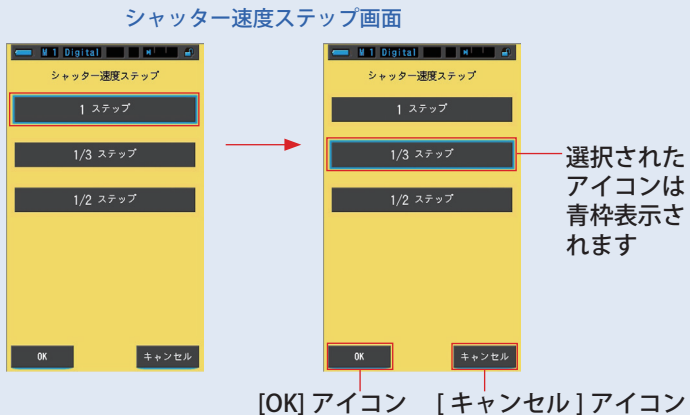 シャッター速度ステップ画面
M 1 Digital
シャッター速度ステップ
1 ステップ
1/3 ステップ
1/2 ステップ
OK
キャンセル
M 1 Digital
シャッター速度ステップ
1 ステップ
1/3 ステップ
1/2 ステップ
OK
キャンセル
選択された
アイコンは
青枠表示さ
れます
[OK] アイコン
[ キャンセル ] アイコン